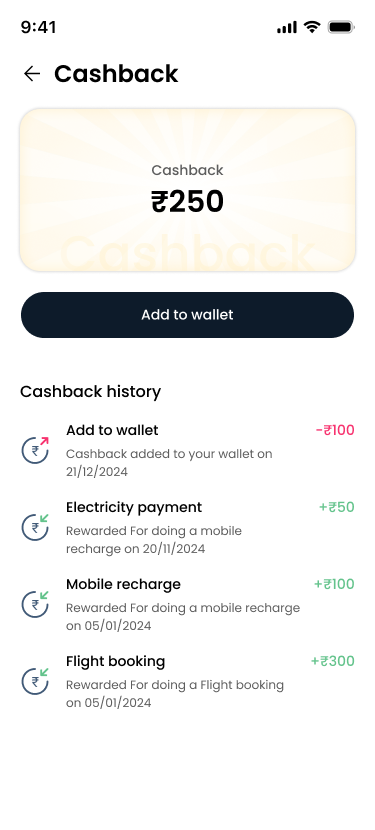 9:41
Cashback
Cashback
₹250
Cashback
Add to wallet
Cashback history
Add to wallet
-₹100
Cashback added to your wallet on
21/12/2024
Electricity payment
+₹50
Rewarded For doing a mobile
recharge on 20/11/2024
Mobile recharge
+₹100
Rewarded For doing a mobile recharge
on 05/01/2024
Flight booking
+₹300
Rewarded For doing a Flight booking
on 05/01/2024
₹
₹
₹
₹